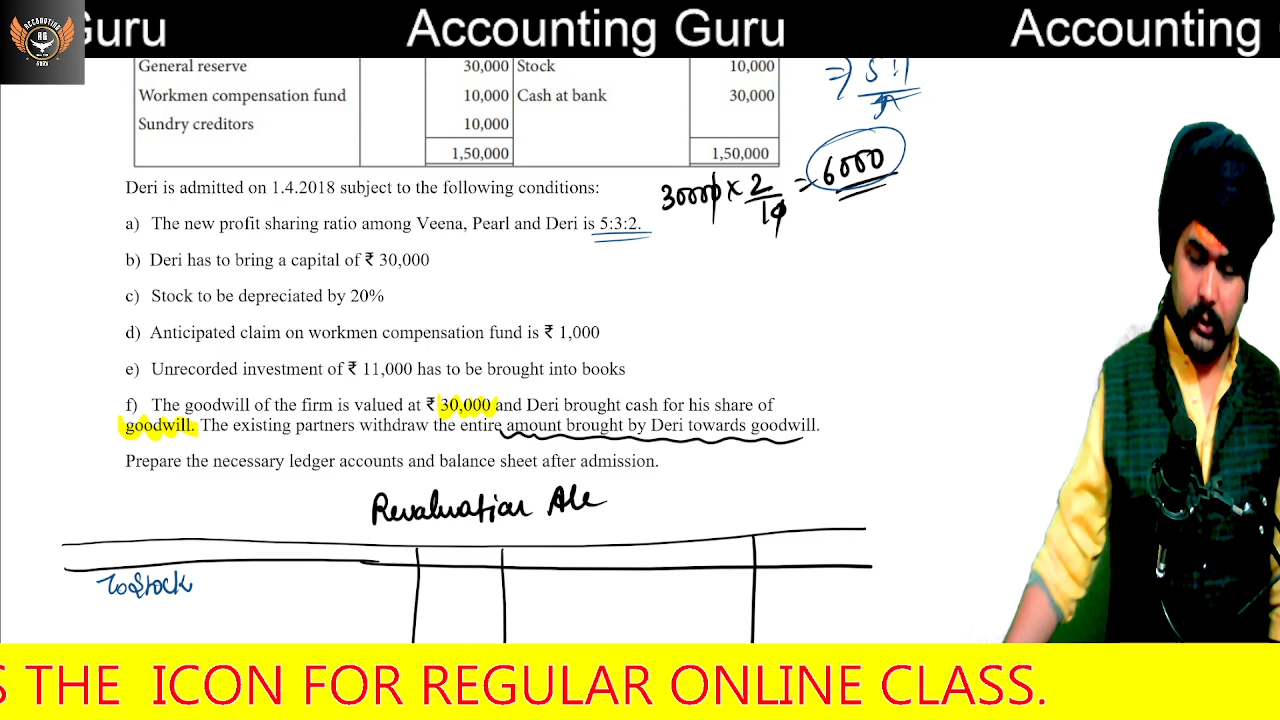 Guru Accounting Guru Accounting
ACCOUNTING
AG
GURU
General reserve 30,000 Stock 10,000
Workmen compensation fund 10,000 Cash at bank 30,000
Sundry creditors 10,000
1,50,000 1,50,000
Deri is admitted on 1.4.2018 subject to the following conditions:
30000 x 2/10 = 6000
a) The new profit sharing ratio among Veena, Pearl and Deri is 5:3:2.
b) Deri has to bring a capital of ₹ 30,000
c) Stock to be depreciated by 20%
d) Anticipated claim on workmen compensation fund is ₹ 1,000
e) Unrecorded investment of ₹ 11,000 has to be brought into books
f) The goodwill of the firm is valued at ₹ 30,000 and Deri brought cash for his share of
goodwill. The existing partners withdraw the entire amount brought by Deri towards goodwill.
Prepare the necessary ledger accounts and balance sheet after admission.
Revaluation A/c
To Stock
S THE ICON FOR REGULAR ONLINE CLASS.